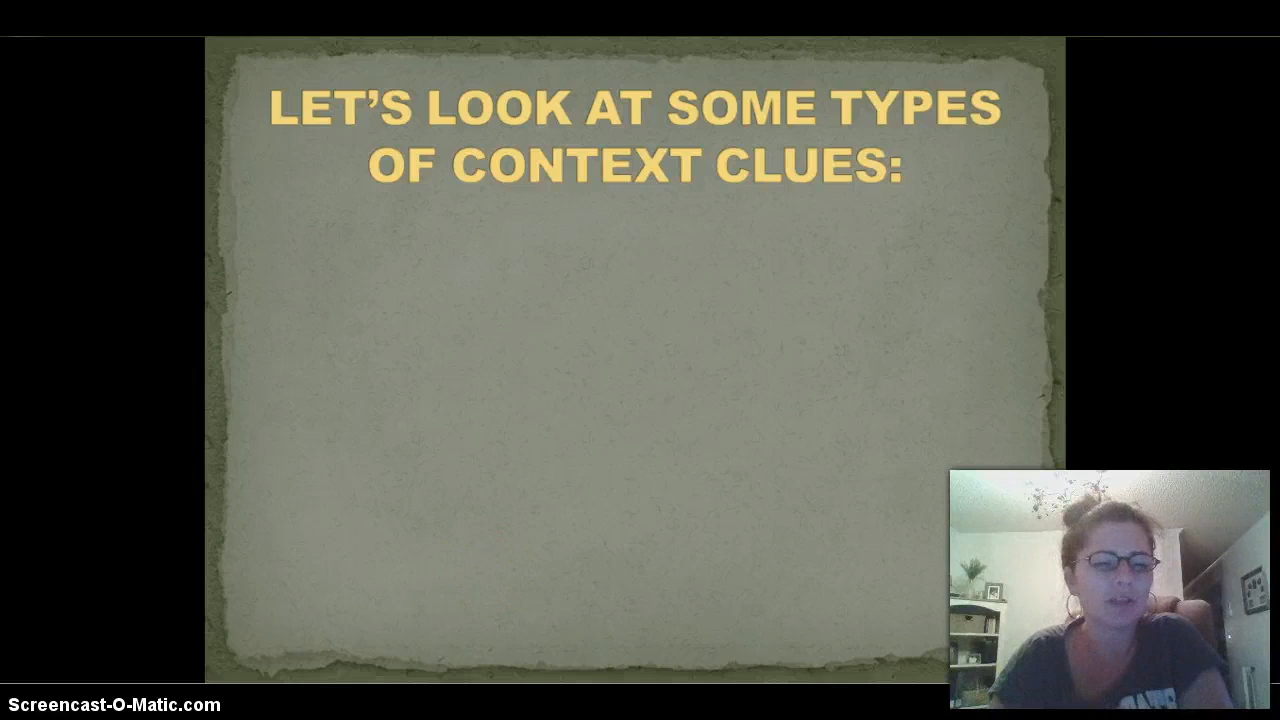 LET'S LOOK AT SOME TYPES
OF CONTEXT CLUES:
Screencast-O-Matic.com